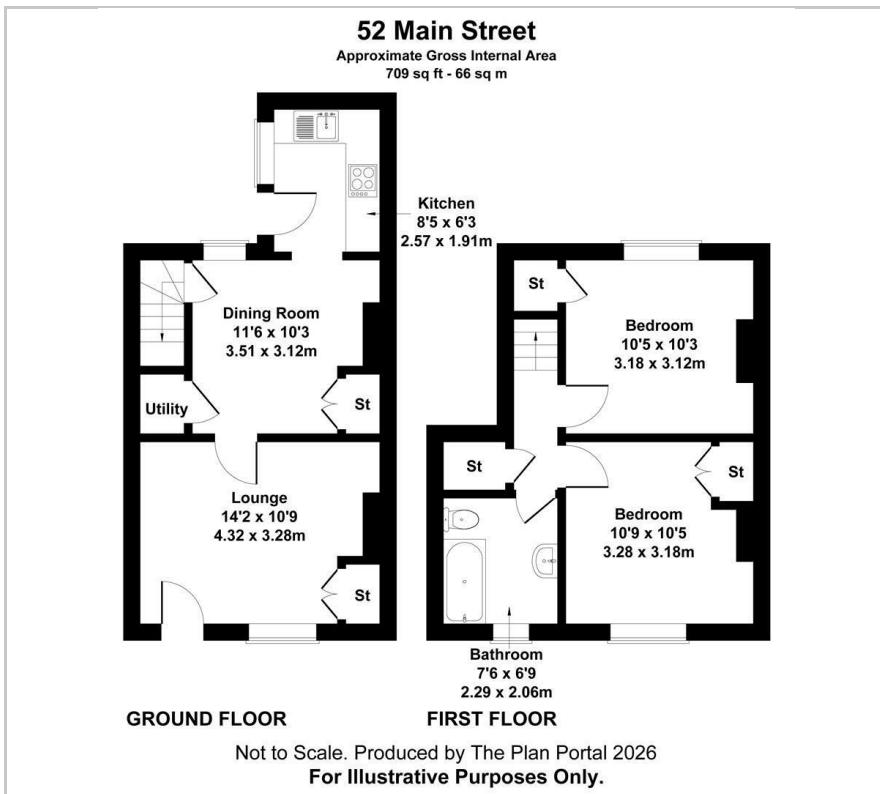 52 Main Street
Approximate Gross Internal Area
709 sq ft - 66 sq m
Kitchen
8'5 x 6'3
2.57 x 1.91m
Dining Room
11'6 x 10'3
3.51 x 3.12m
Utility
St
Lounge
14'2 x 10'9
4.32 x 3.28m
St
St
Bedroom
10'5 x 10'3
3.18 x 3.12m
St
St
Bedroom
10'9 x 10'5
3.28 x 3.18m
Bathroom
7'6 x 6'9
2.29 x 2.06m
GROUND FLOOR
FIRST FLOOR
Not to Scale. Produced by The Plan Portal 2026
For Illustrative Purposes Only.